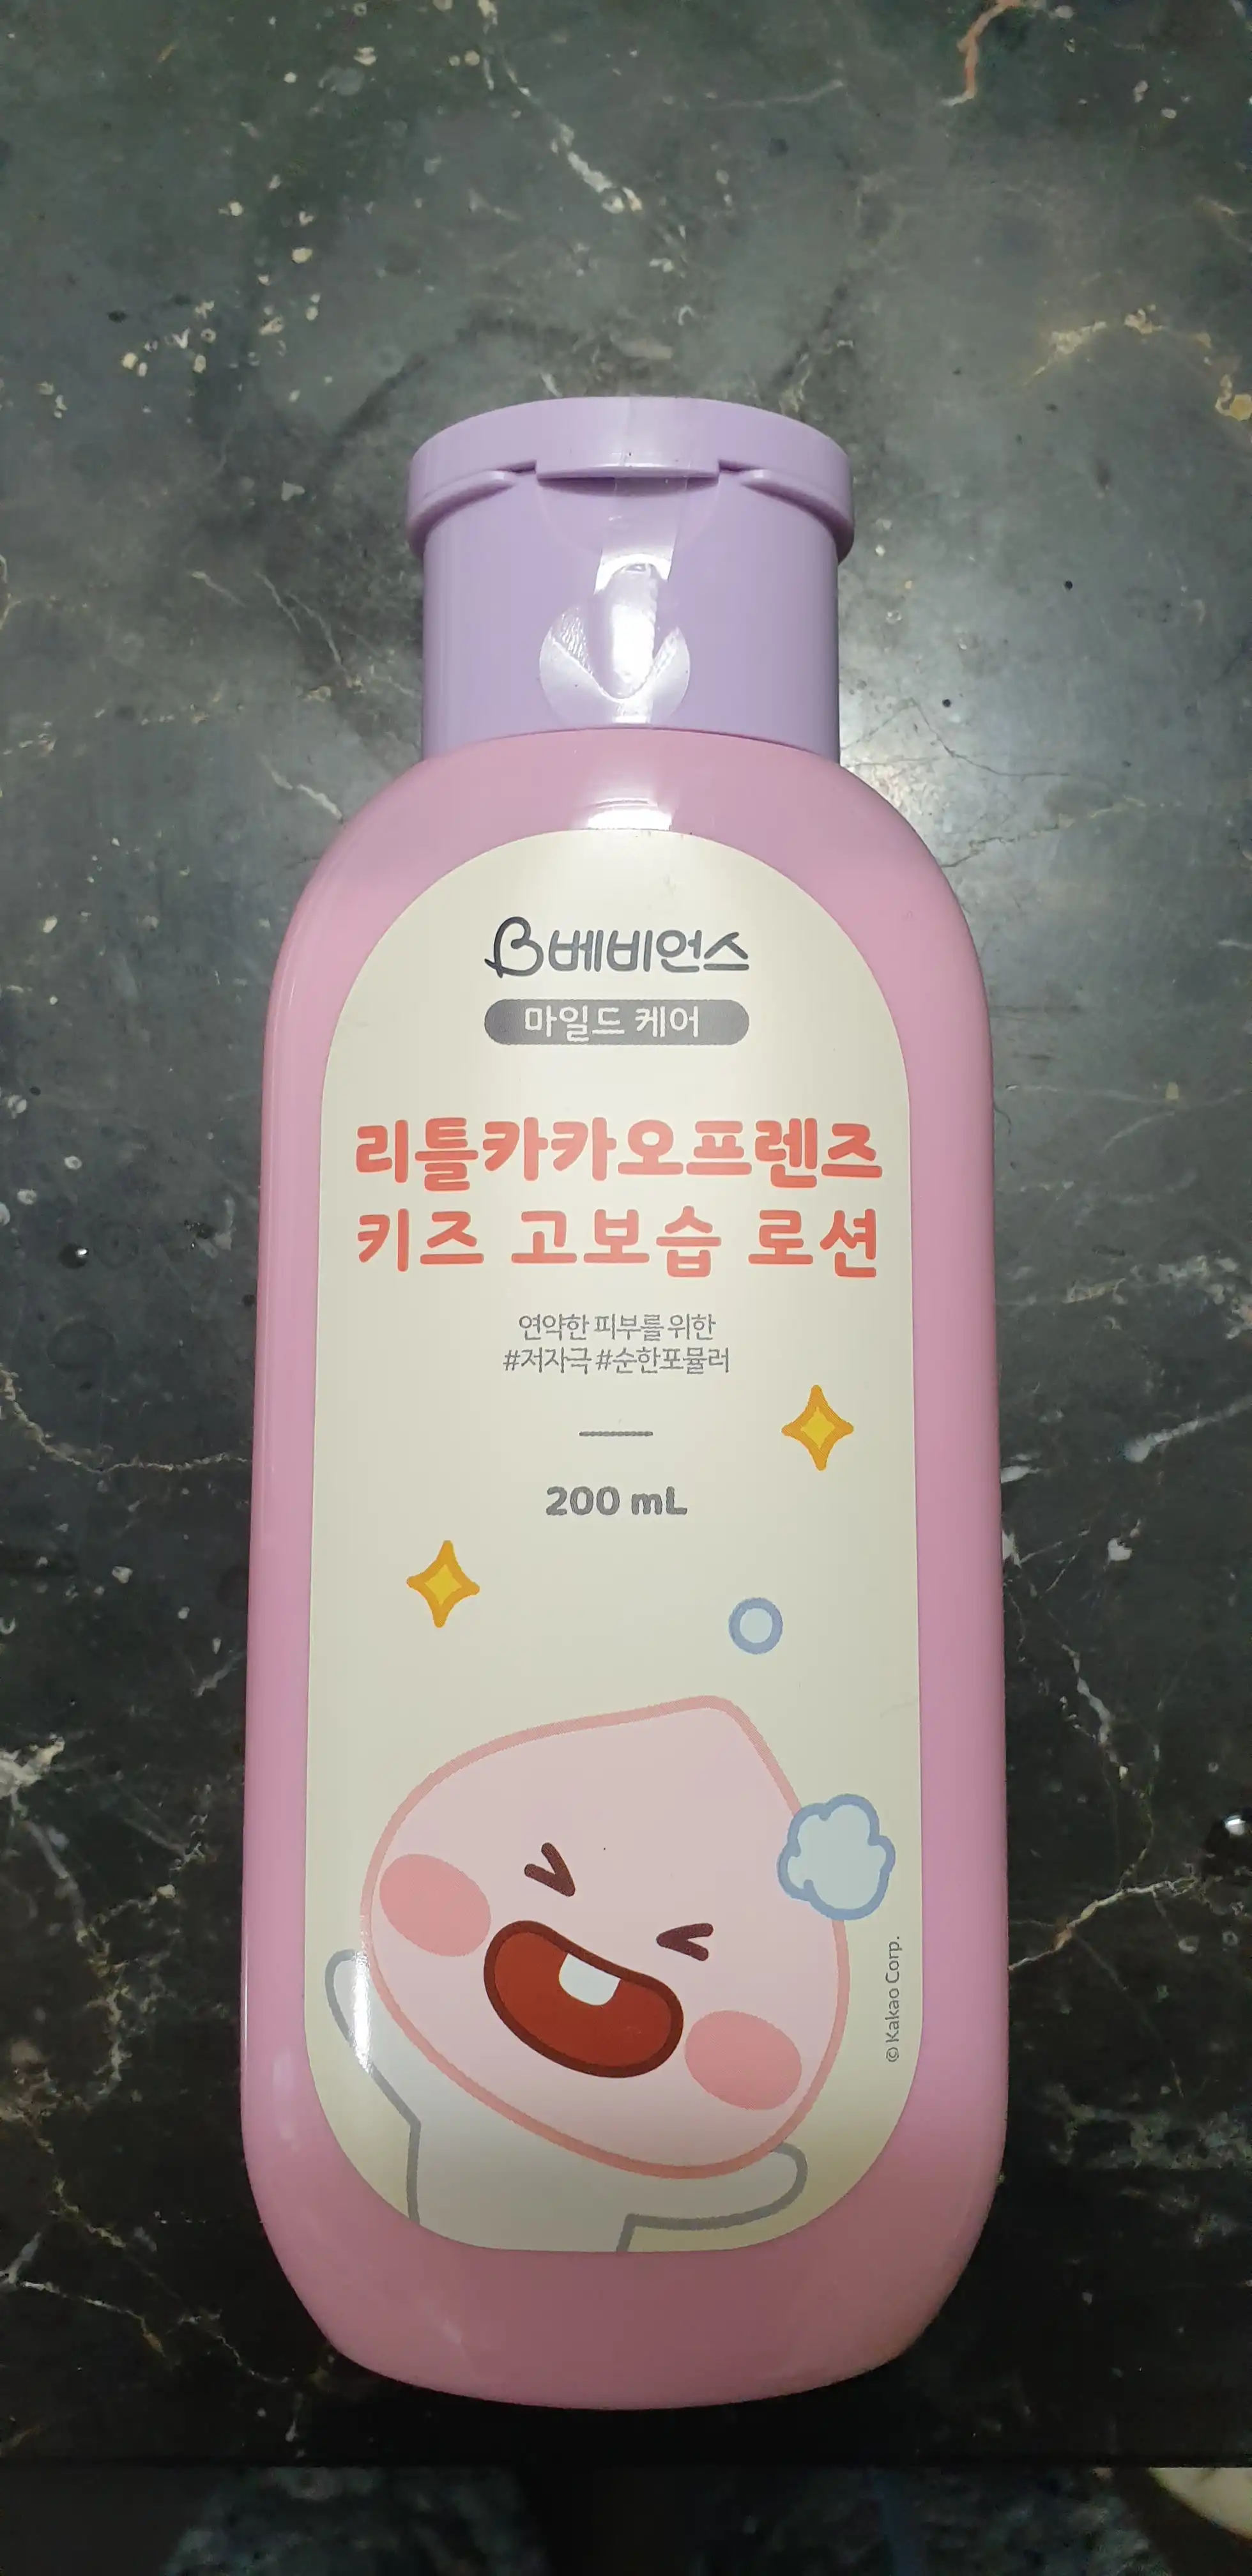 B베비언스
마일드 케어
리틀카카오프렌즈
키즈 고보습 로션
연약한 피부를 위한
#저자극 #순한포뮬러
200 mL
© Kakao Corp.